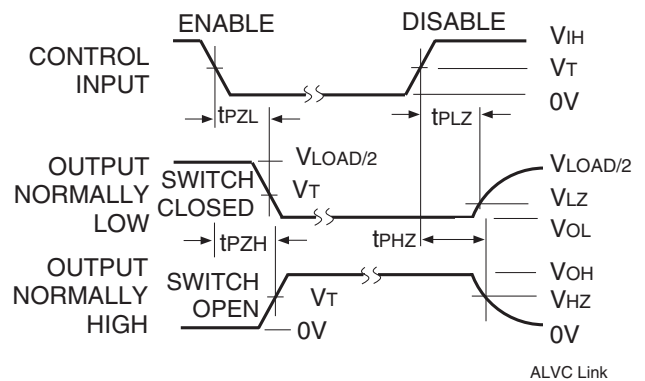 ENABLE DISABLE
CONTROL INPUT
VIH
VT
0V
tPZL tPLZ
OUTPUT NORMALLY LOW
SWITCH CLOSED
VLOAD/2
VT
VLOAD/2
VLZ
VOL
tPZH tPHZ
OUTPUT NORMALLY HIGH
SWITCH OPEN
VT
0V
VOH
VHZ
0V
ALVC Link